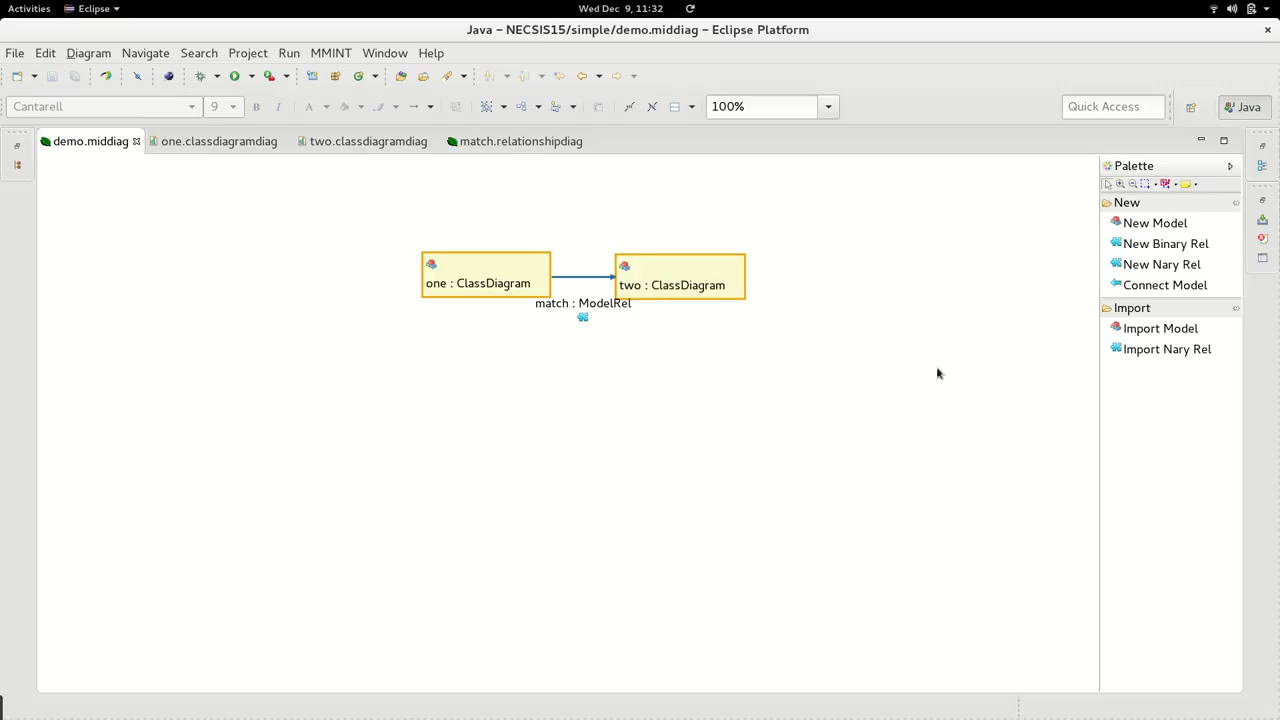 Activities Eclipse Wed Dec 9, 11:32
Java – NECSIS15/simple/demo.middiag – Eclipse Platform
File Edit Diagram Navigate Search Project Run MMINT Window Help
Cantarell 9 B I A 100% Quick Access Java
demo.middiag one.classdiagramdiag two.classdiagramdiag match.relationshipdiag
Palette
New
New Model
New Binary Rel
New Nary Rel
Connect Model
Import
Import Model
Import Nary Rel
one : ClassDiagram
two : ClassDiagram
match : ModelRel